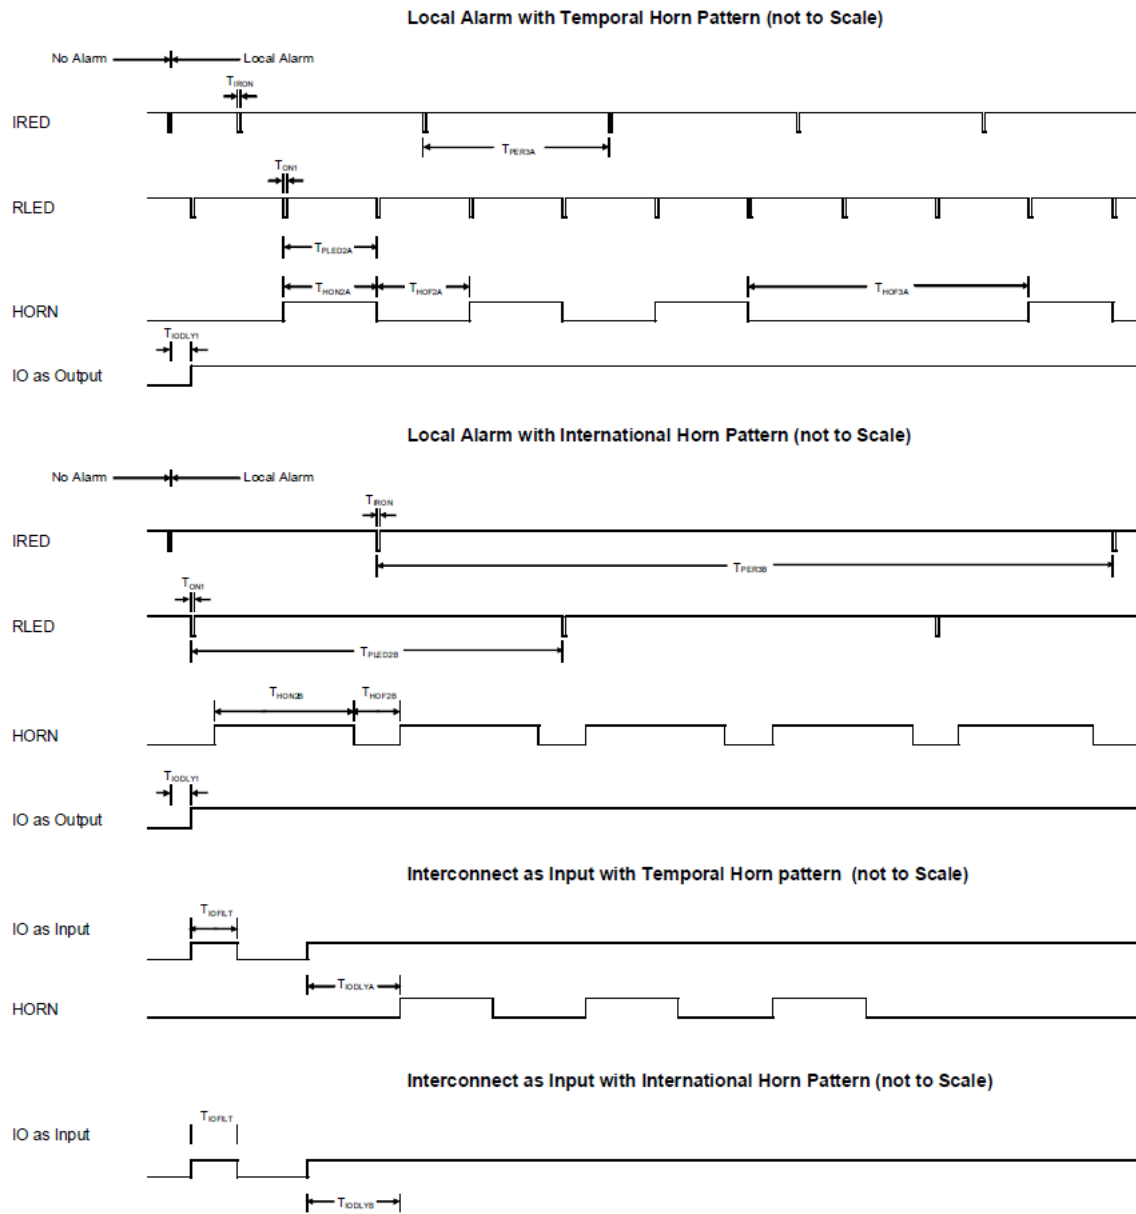 Local Alarm with Temporal Horn Pattern (not to Scale)
No Alarm Local Alarm
TIRON
IRED
TPER3A
TON1
RLED
TPLED2A
THON2A THOF2A THOF3A
HORN
TIODLY1
IO as Output
Local Alarm with International Horn Pattern (not to Scale)
No Alarm Local Alarm
TIRON
IRED
TPER3B
TON1
RLED
TPLED2B
THON2B THOF2B
HORN
TIODLY1
IO as Output
Interconnect as Input with Temporal Horn pattern (not to Scale)
TIOFILT
IO as Input
TIODLYA
HORN
Interconnect as Input with International Horn Pattern (not to Scale)
TIOFILT
IO as Input
TIODLYB